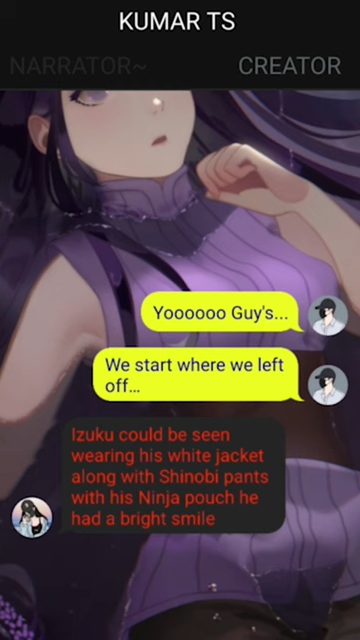 KUMAR TS
NARRATOR~ CREATOR
Yoooooo Guy's...
We start where we left
off...
Izuku could be seen
wearing his white jacket
along with Shinobi pants
with his Ninja pouch he
had a bright smile